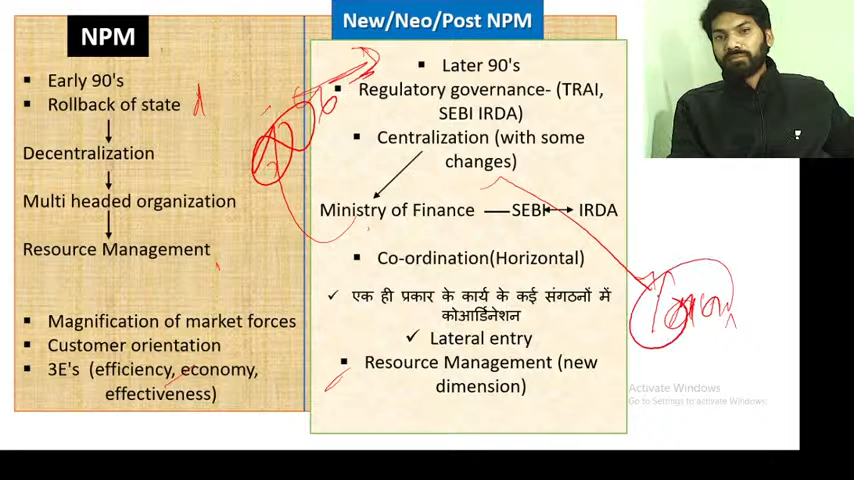 NPM
Early 90's
Rollback of state
Decentralization
Multi headed organization
Resource Management
Magnification of market forces
Customer orientation
3E's (efficiency, economy,
effectiveness)
New/Neo/Post NPM
Later 90's
Regulatory governance- (TRAI,
SEBI IRDA)
Centralization (with some
changes)
Ministry of Finance SEBI IRDA
Co-ordination(Horizontal)
एक ही प्रकार के कार्य के कई संगठनों में
कोआर्डिनेशन
Lateral entry
Resource Management (new
dimension)
Activate Windows
Go to Settings to activate Windows.